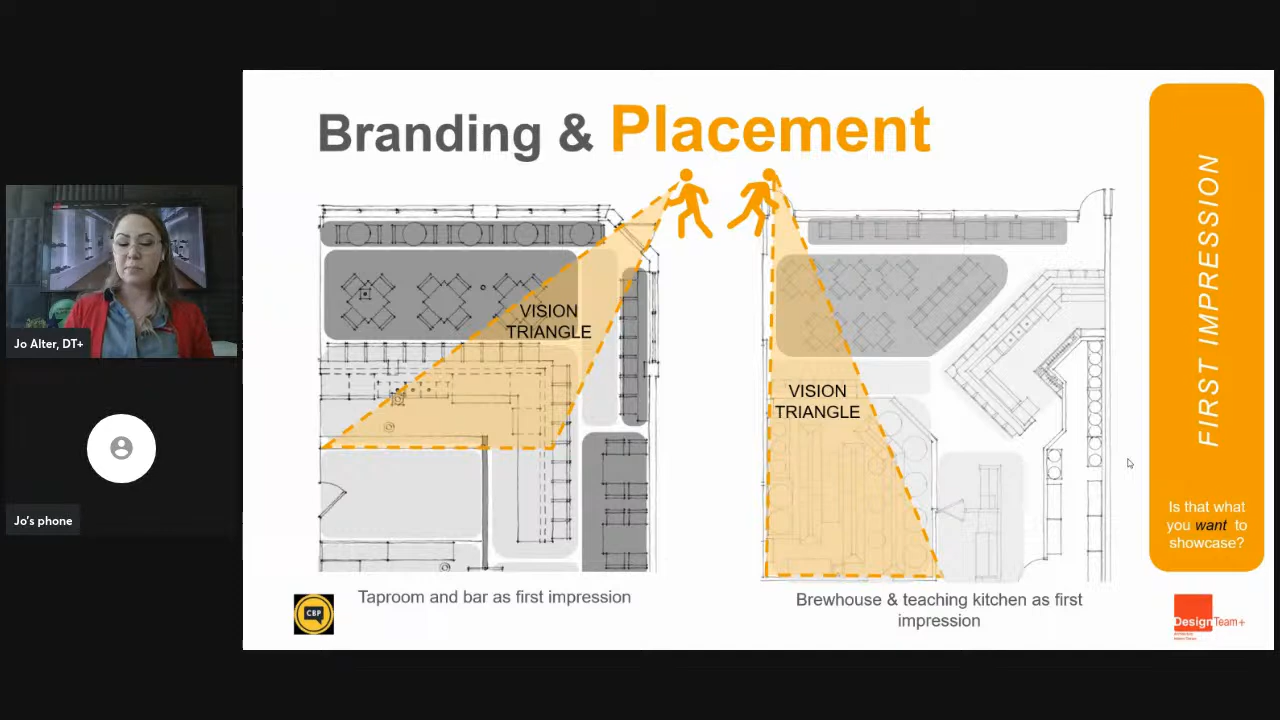 Branding & Placement
VISION
TRIANGLE
VISION
TRIANGLE
Taproom and bar as first impression
Brewhouse & teaching kitchen as first
impression
FIRST IMPRESSION
Is that what
you want to
showcase?
CBP
DesignTeam+
Jo Alter, DT+
Jo's phone